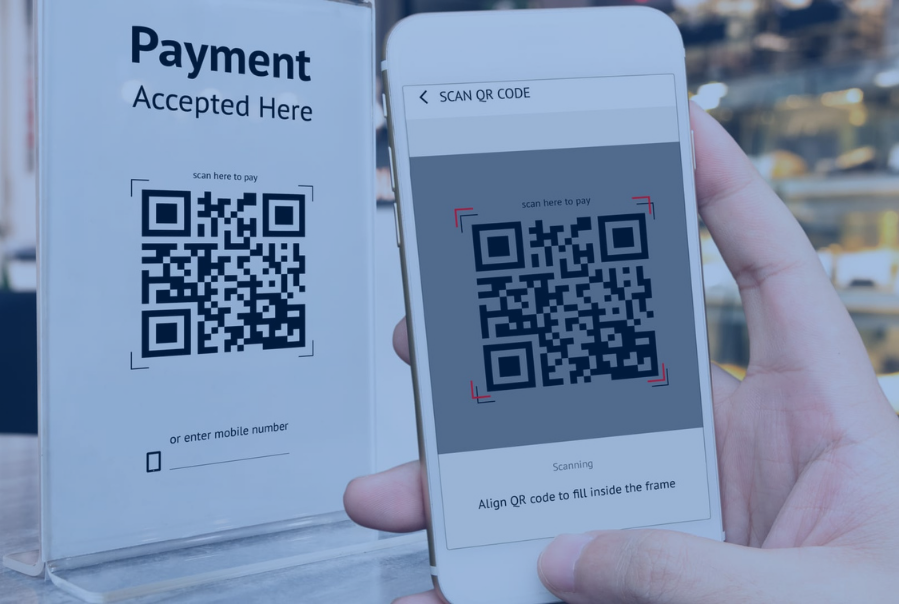 Payment
Accepted Here
scan here to pay
or enter mobile number
SCAN QR CODE
scan here to pay
Scanning
Align QR code to fill inside the frame